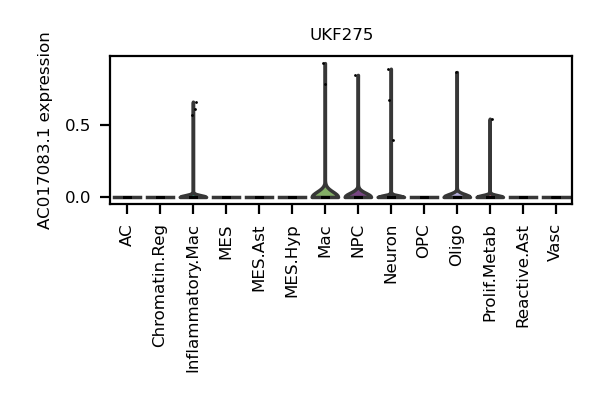 UKF275
AC017083.1 expression
0.5
0.0
AC
Chromatin.Reg
Inflammatory.Mac
MES
MES.Ast
MES.Hyp
Mac
NPC
Neuron
OPC
Oligo
Prolif.Metab
Reactive.Ast
Vasc